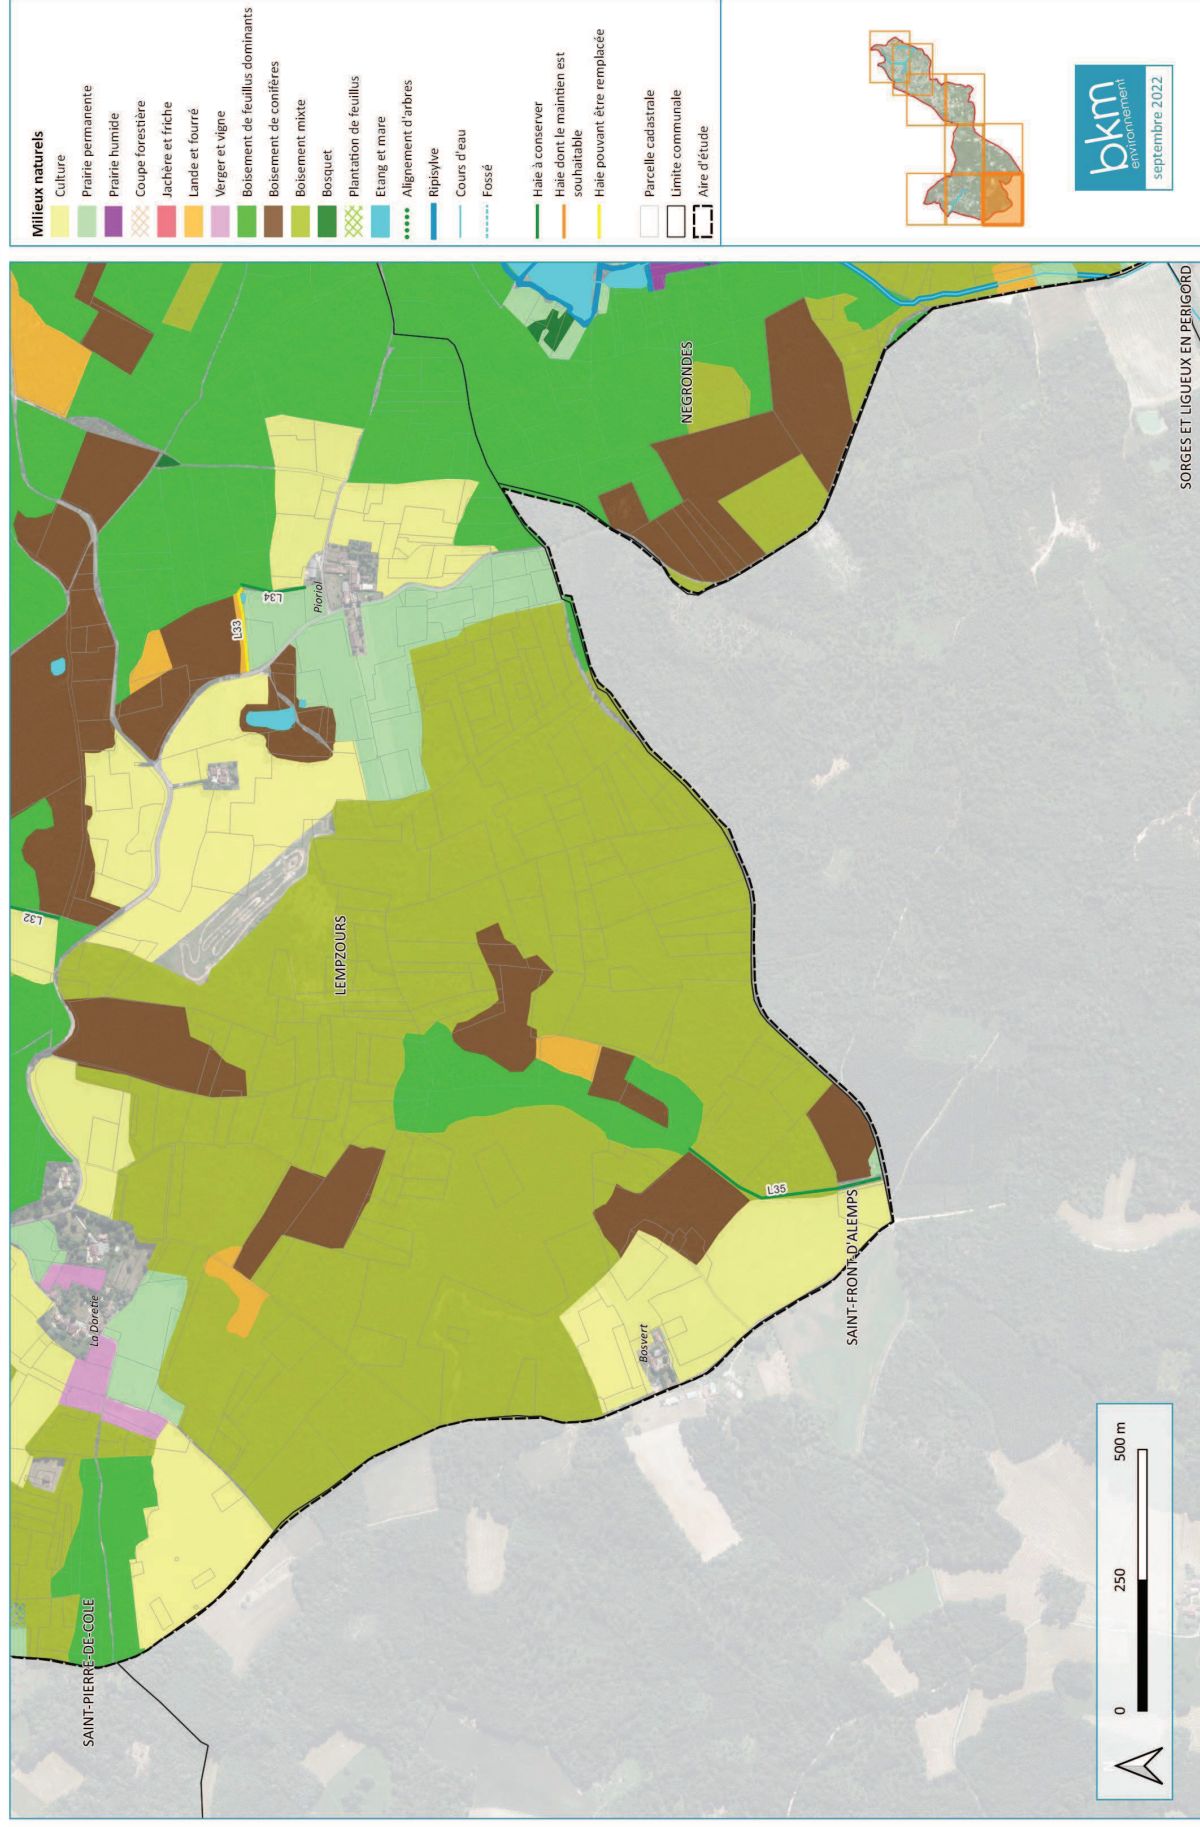 Milieux naturels
Culture
Prairie permanente
Prairie humide
Coupe forestière
Jachère et friche
Lande et fourré
Verger et vigne
Boisement de feuillus dominants
Boisement de conifères
Boisement mixte
Bosquet
Plantation de feuillus
Etang et mare
Alignement d'arbres
Ripisylve
Cours d'eau
Fossé
Haie à conserver
Haie dont le maintien est
souhaitable
Haie pouvant être remplacée
Parcelle cadastrale
Limite communale
Aire d'étude
bkm
environnement
septembre 2022
SAINT-PIERRE-DE-COLE
La Doretie
L32
L33
L34
Pioriol
LEMPZOURS
NEGRONDES
Bosvert
L35
SAINT-FRONT-D'ALEMPS
SORGES ET LIGUEUX EN PERIGORD
0
250
500 m